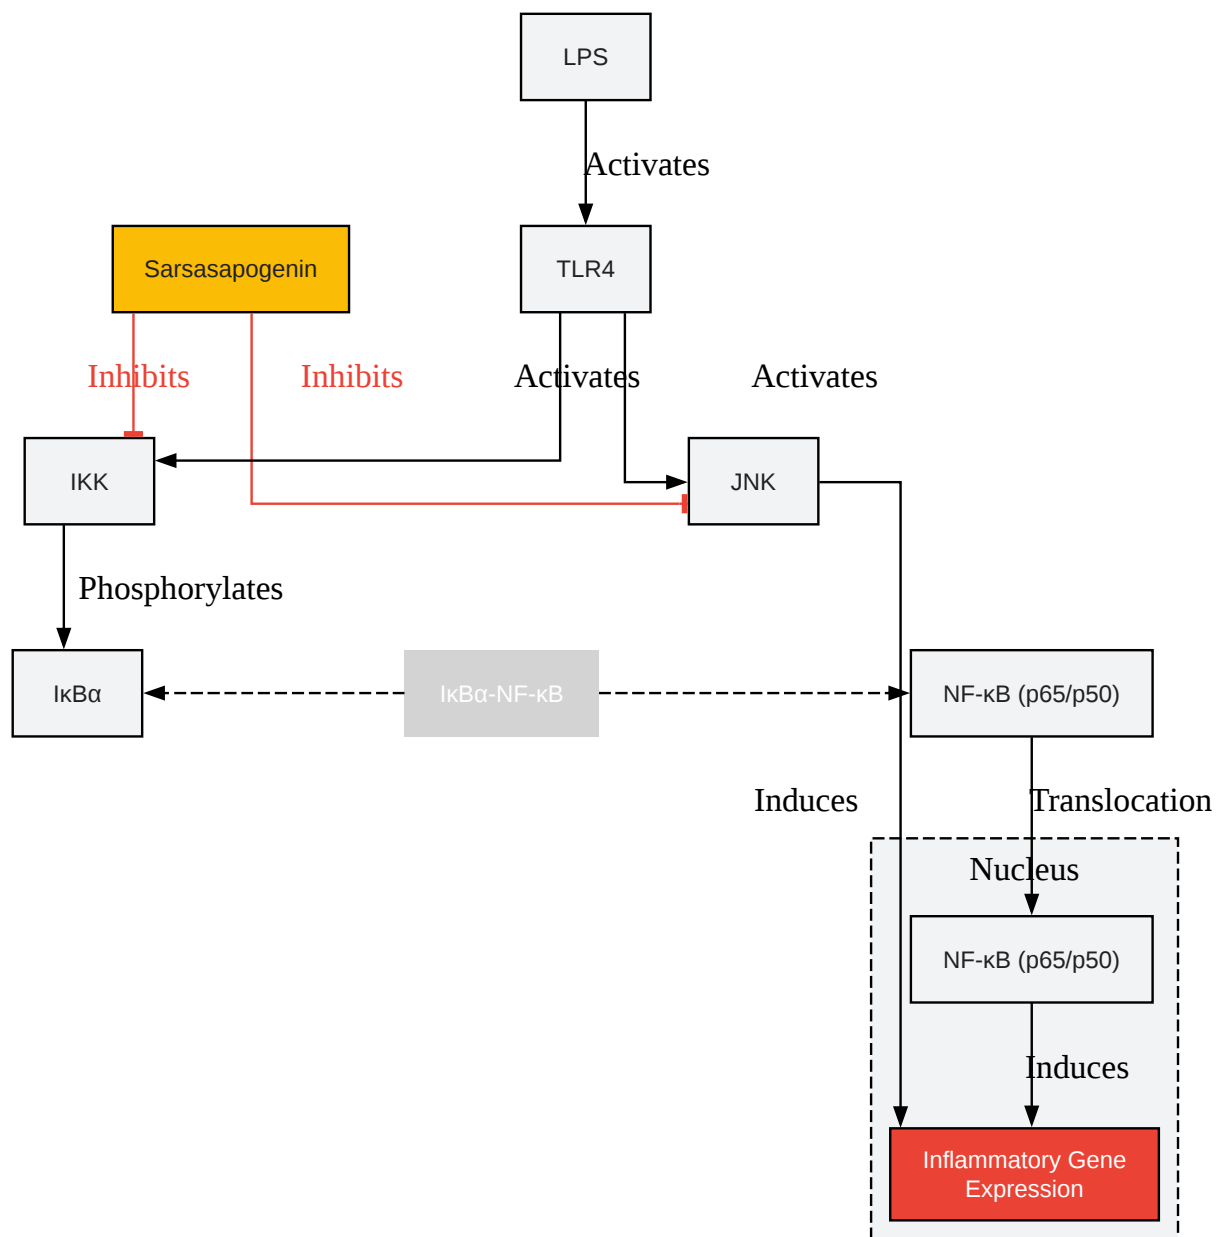 LPS
Activates
Sarsasapogenin
TLR4
Inhibits
Inhibits
Activates
Activates
IKK
JNK
Phosphorylates
IκBα
IκBα-NF-κB
NF-κB (p65/p50)
Induces
Translocation
Nucleus
NF-κB (p65/p50)
Induces
Inflammatory Gene
Expression